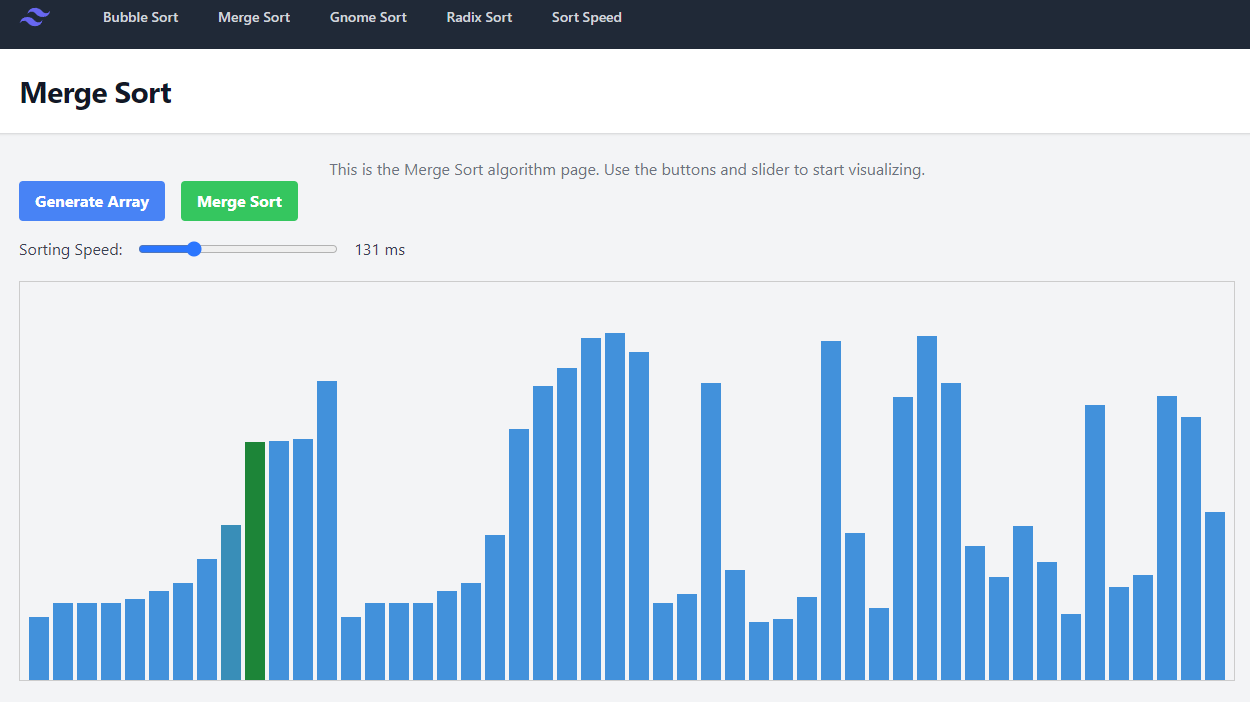 Bubble Sort Merge Sort Gnome Sort Radix Sort Sort Speed
Merge Sort
This is the Merge Sort algorithm page. Use the buttons and slider to start visualizing.
Generate Array Merge Sort
Sorting Speed: 131 ms